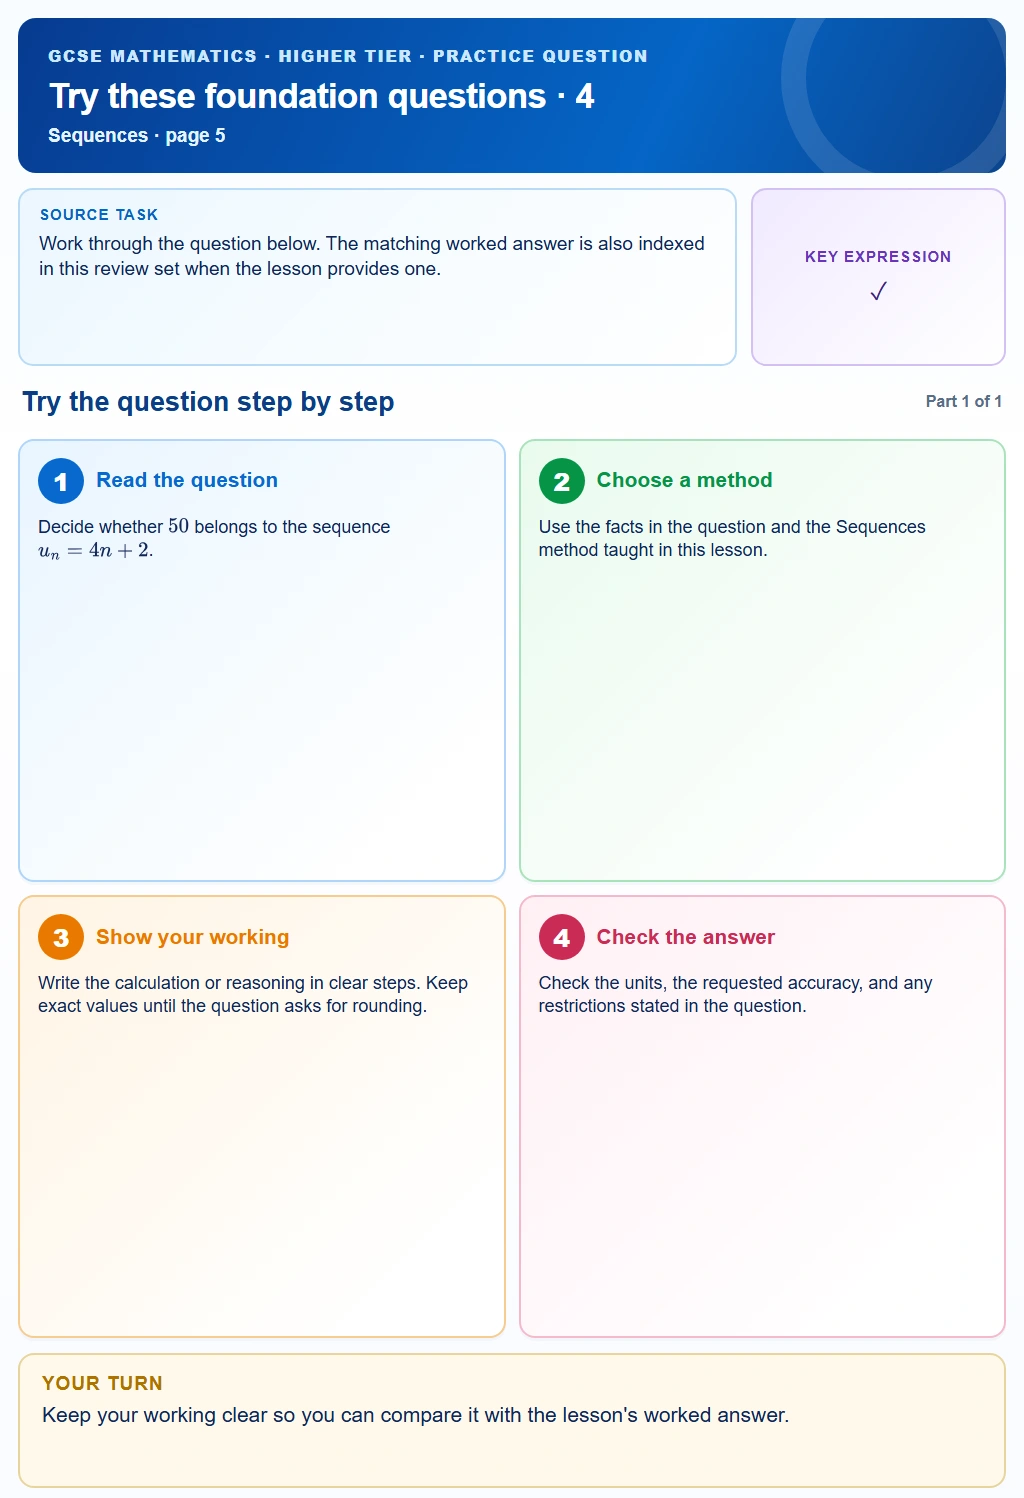 GCSE MATHEMATICS · HIGHER TIER · PRACTICE QUESTION
Try these foundation questions · 4
Sequences · page 5
SOURCE TASK
Work through the question below. The matching worked answer is also indexed
in this review set when the lesson provides one.
KEY EXPRESSION
✓
Try the question step by step
Part 1 of 1
1 Read the question
Decide whether 50 belongs to the sequence
uₙ = 4n + 2.
2 Choose a method
Use the facts in the question and the Sequences
method taught in this lesson.
3 Show your working
Write the calculation or reasoning in clear steps. Keep
exact values until the question asks for rounding.
4 Check the answer
Check the units, the requested accuracy, and any
restrictions stated in the question.
YOUR TURN
Keep your working clear so you can compare it with the lesson's worked answer.